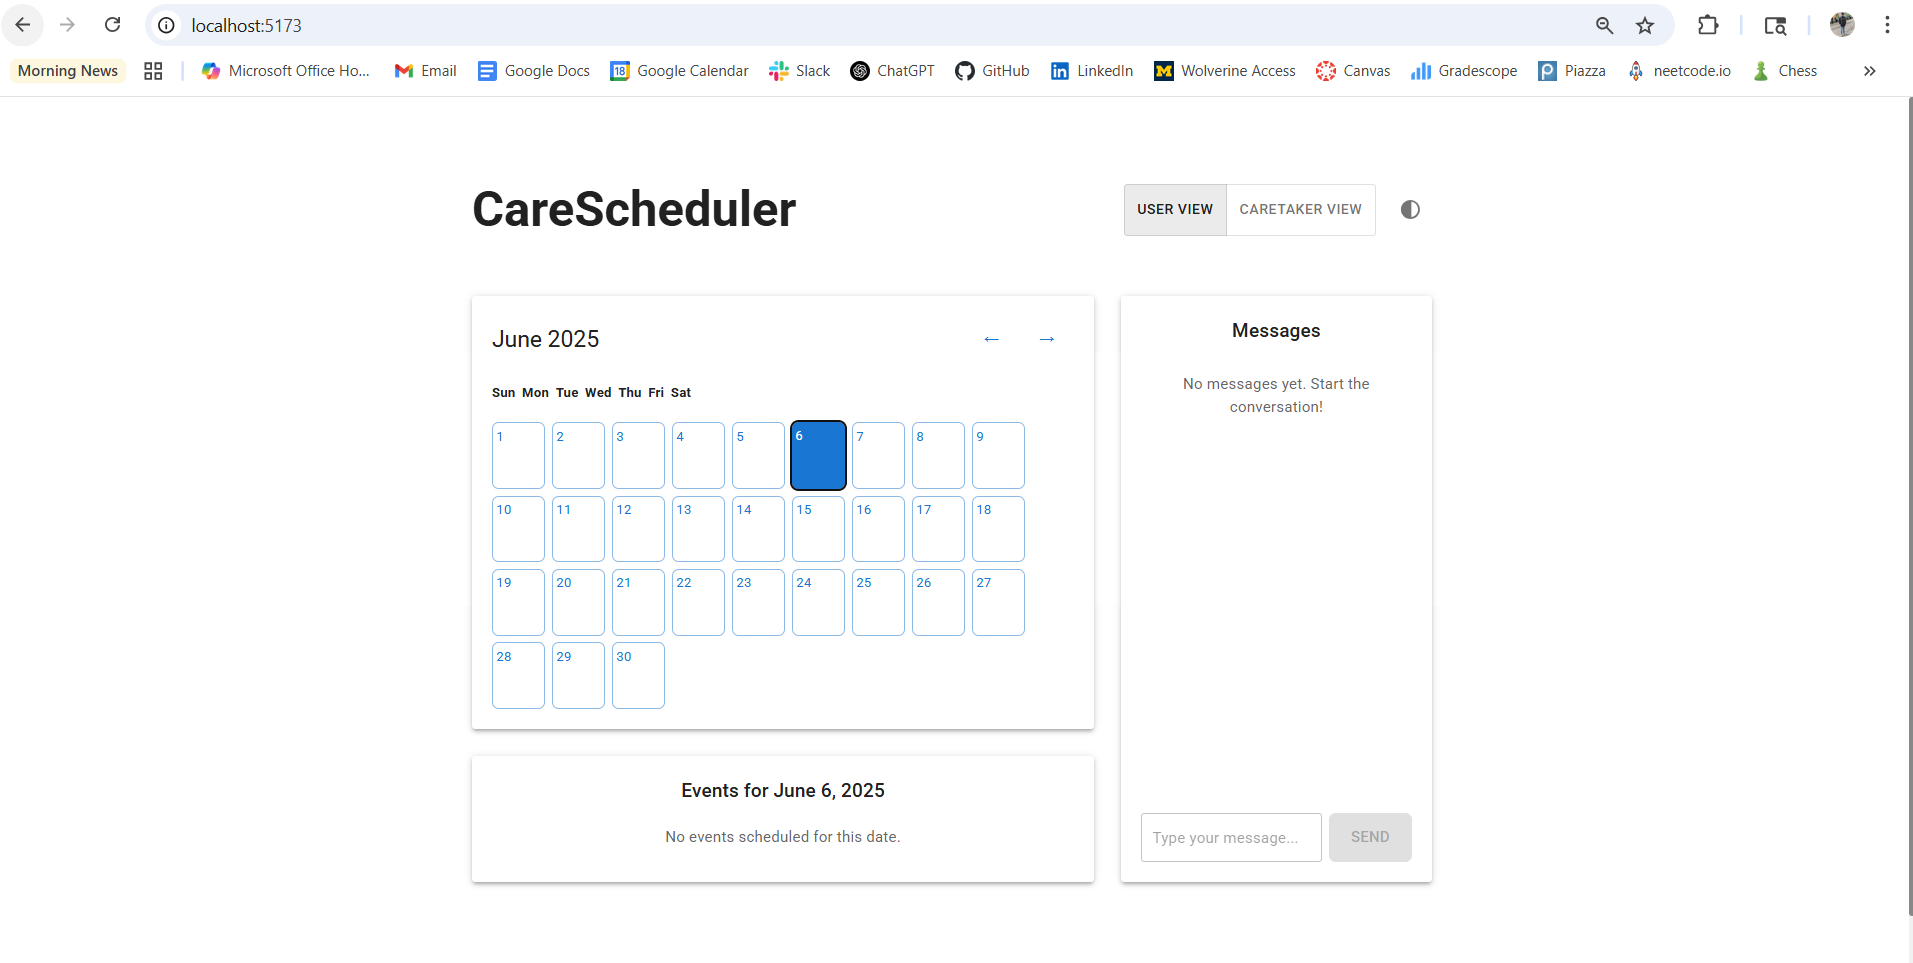 localhost:5173
Morning News Microsoft Office Ho... Email Google Docs 18 Google Calendar Slack ChatGPT GitHub in LinkedIn M Wolverine Access Canvas Gradescope P Piazza neetcode.io Chess »
CareScheduler
USER VIEW CARETAKER VIEW
June 2025 ← →
Sun Mon Tue Wed Thu Fri Sat
1 2 3 4 5 6 7 8 9
10 11 12 13 14 15 16 17 18
19 20 21 22 23 24 25 26 27
28 29 30
Events for June 6, 2025
No events scheduled for this date.
Messages
No messages yet. Start the
conversation!
Type your message... SEND